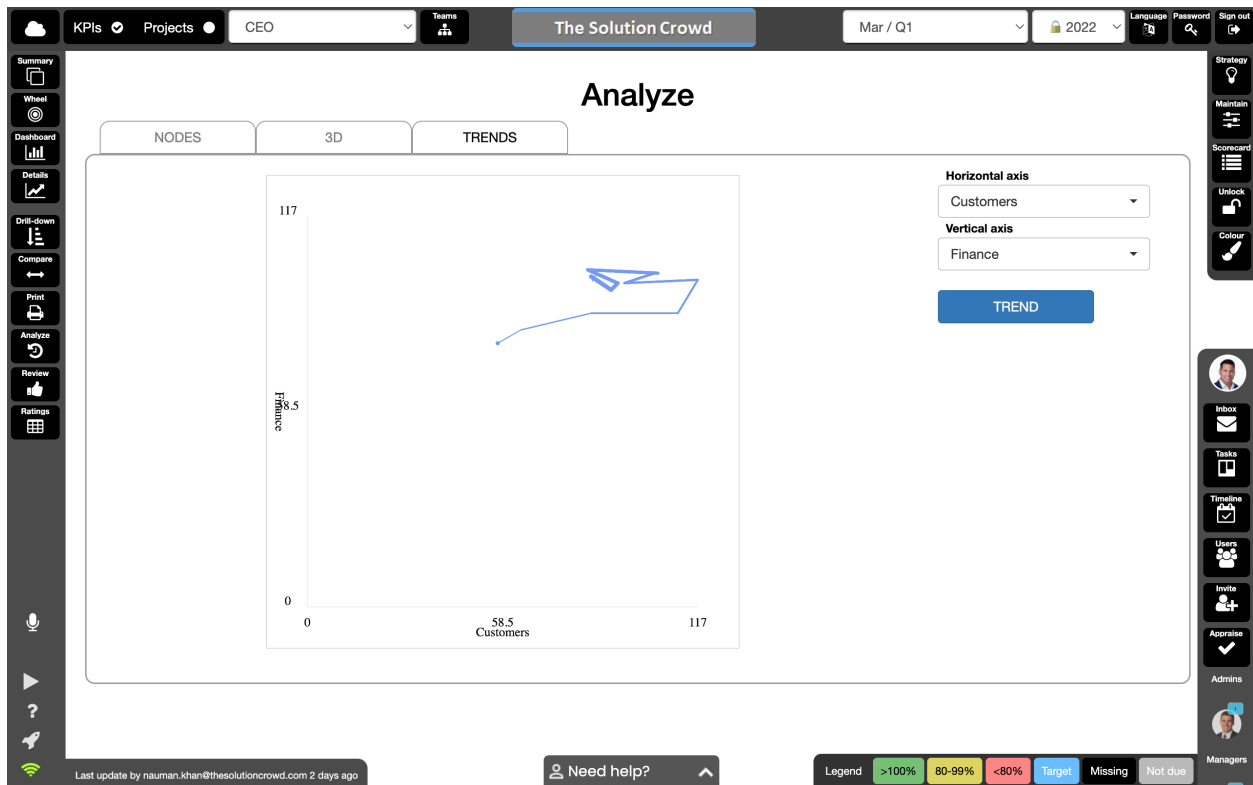 KPIs Projects CEO Teams The Solution Crowd Mar / Q1 2022 Language Password Sign out
Summary
Wheel
Dashboard
Details
Drill-down
Compare
Print
Analyze
Review
Ratings
Analyze
NODES 3D TRENDS
117
58.5
0
Finance
0 58.5 117
Customers
Horizontal axis
Customers
Vertical axis
Finance
TREND
Strategy
Maintain
Scorecard
Unlock
Colour
Inbox
Tasks
Timeline
Users
Invite
Appraise
Admins
Managers
Last update by nauman.khan@thesolutioncrowd.com 2 days ago
Need help?
Legend >100% 80-99% <80% Target Missing Not due